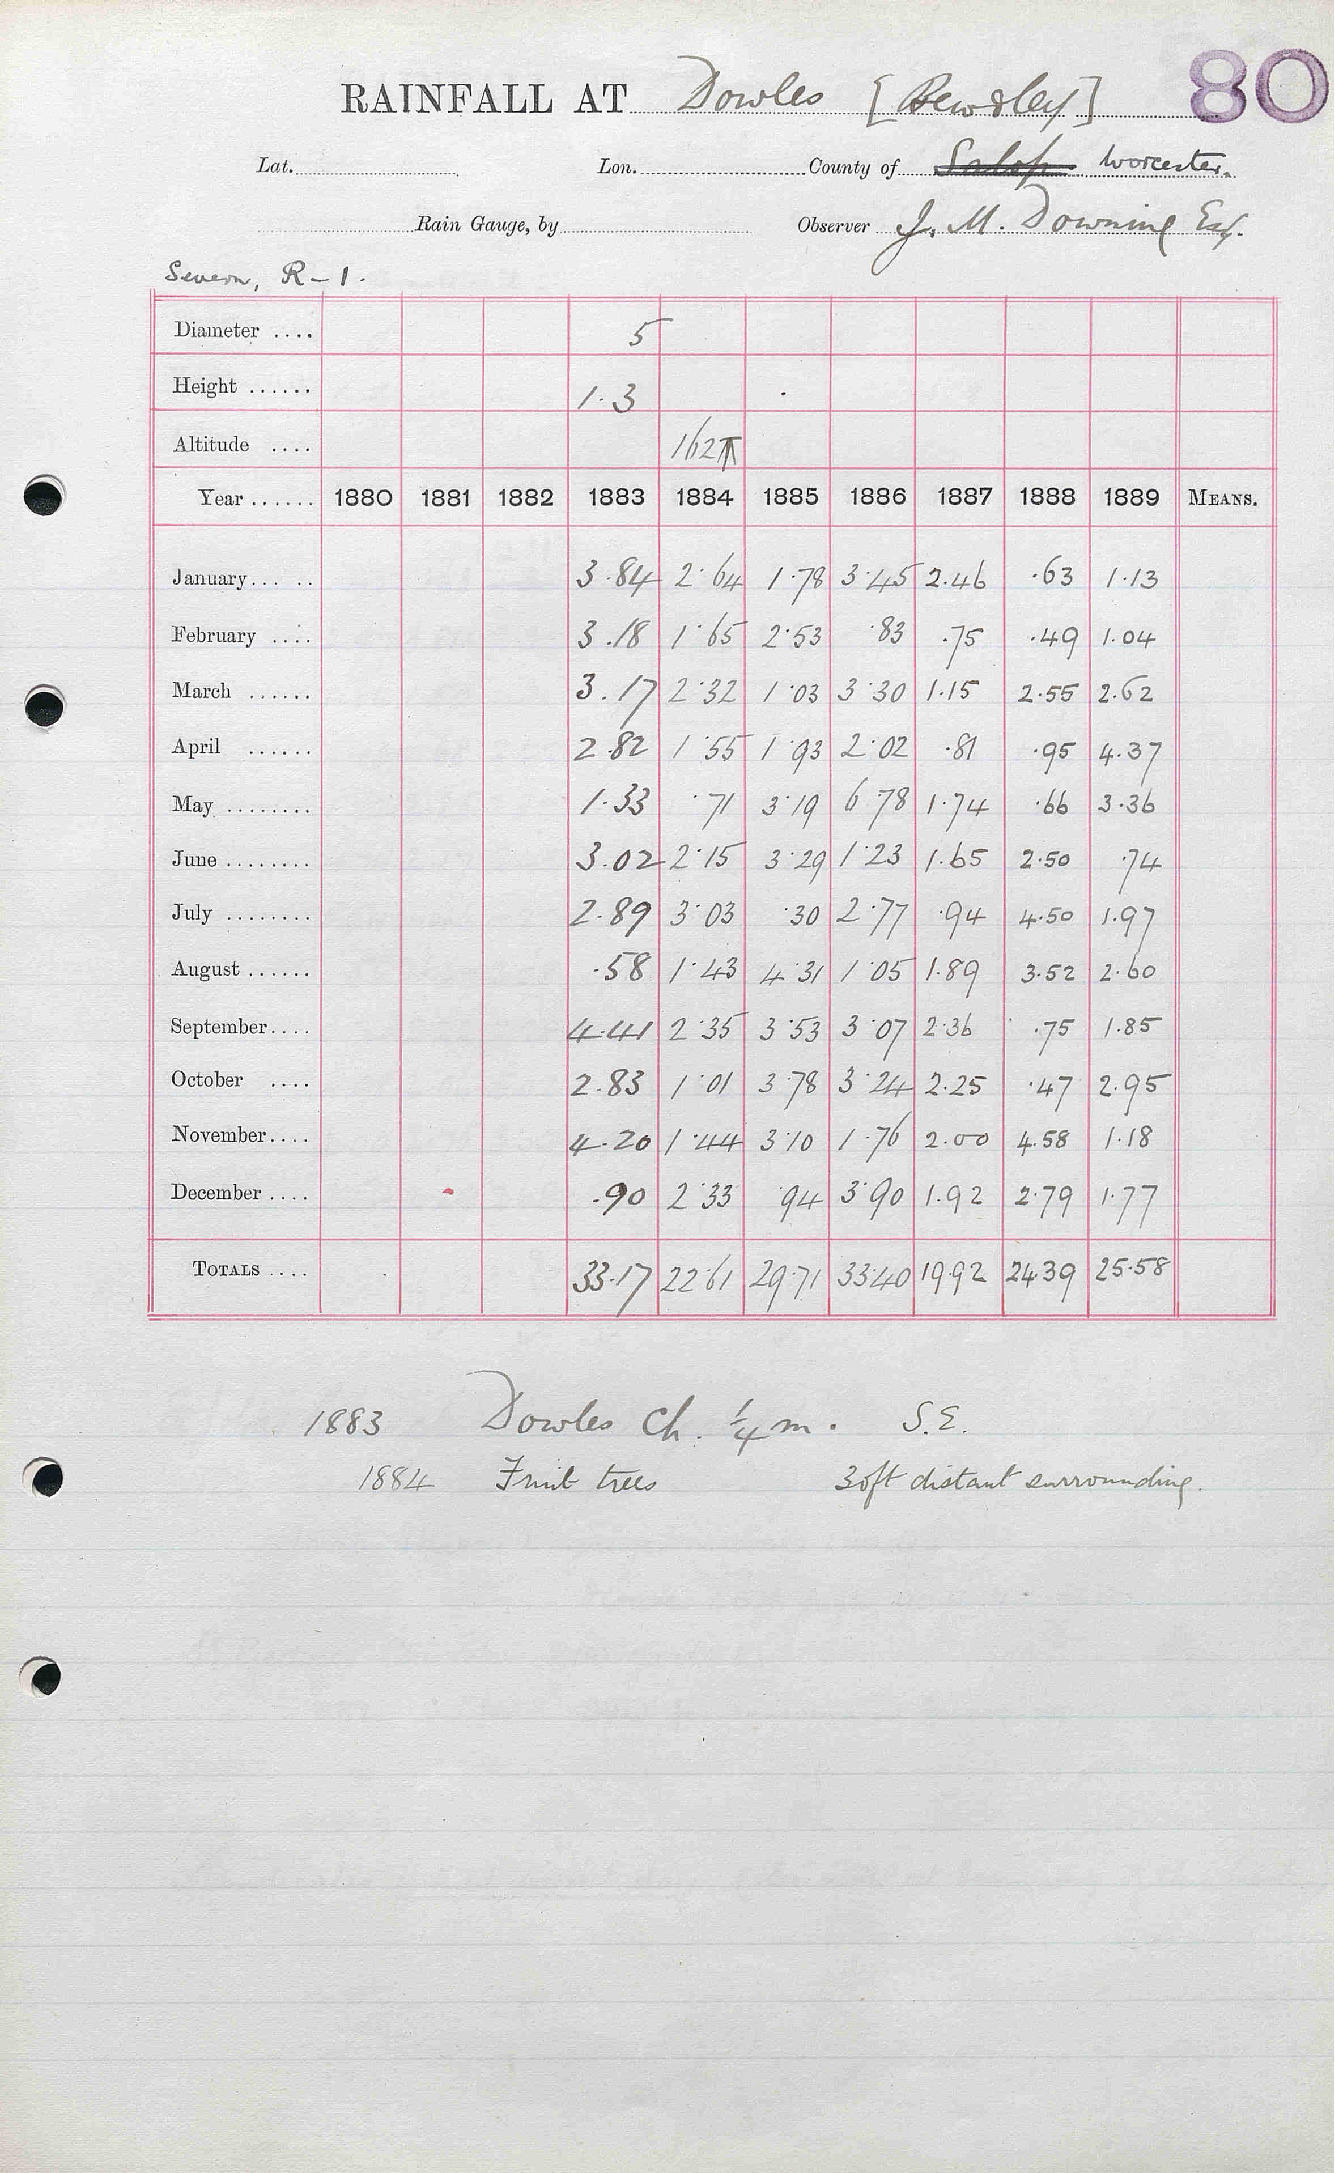 80
RAINFALL AT Dowles [Bewdley]
Lat. Lon. County of Salop Worcester.
Rain Gauge, by Observer J. M. Downing Esq.
Severn, R - 1.
Diameter .... 5
Height ...... 1.3
Altitude .... 162
Year ...... 1880 1881 1882 1883 1884 1885 1886 1887 1888 1889 MEANS.
January... .. 3.84 2.64 1.78 3.45 2.46 .63 1.13
February .... 3.18 1.65 2.53 .83 .75 .49 1.04
March ...... 3.17 2.32 1.03 3.30 1.15 2.55 2.62
April ...... 2.82 1.55 1.93 2.02 .81 .95 4.37
May ........ 1.33 .71 3.19 6.78 1.74 .66 3.36
June ........ 3.02 2.15 3.29 1.23 1.65 2.50 .74
July ........ 2.89 3.03 .30 2.77 .94 4.50 1.97
August ...... .58 1.43 4.31 1.05 1.89 3.52 2.60
September.... 4.41 2.35 3.53 3.07 2.36 .75 1.85
October .... 2.83 1.01 3.78 3.24 2.25 .47 2.95
November.... 4.20 1.44 3.10 1.76 2.00 4.58 1.18
December .... .90 2.33 .94 3.90 1.92 2.79 1.77
TOTALS .... 33.17 22.61 29.71 33.40 19.92 24.39 25.58
1883 Dowles Ch. 1/4 m. S.E.
1884 Fruit trees 30ft distant surrounding.